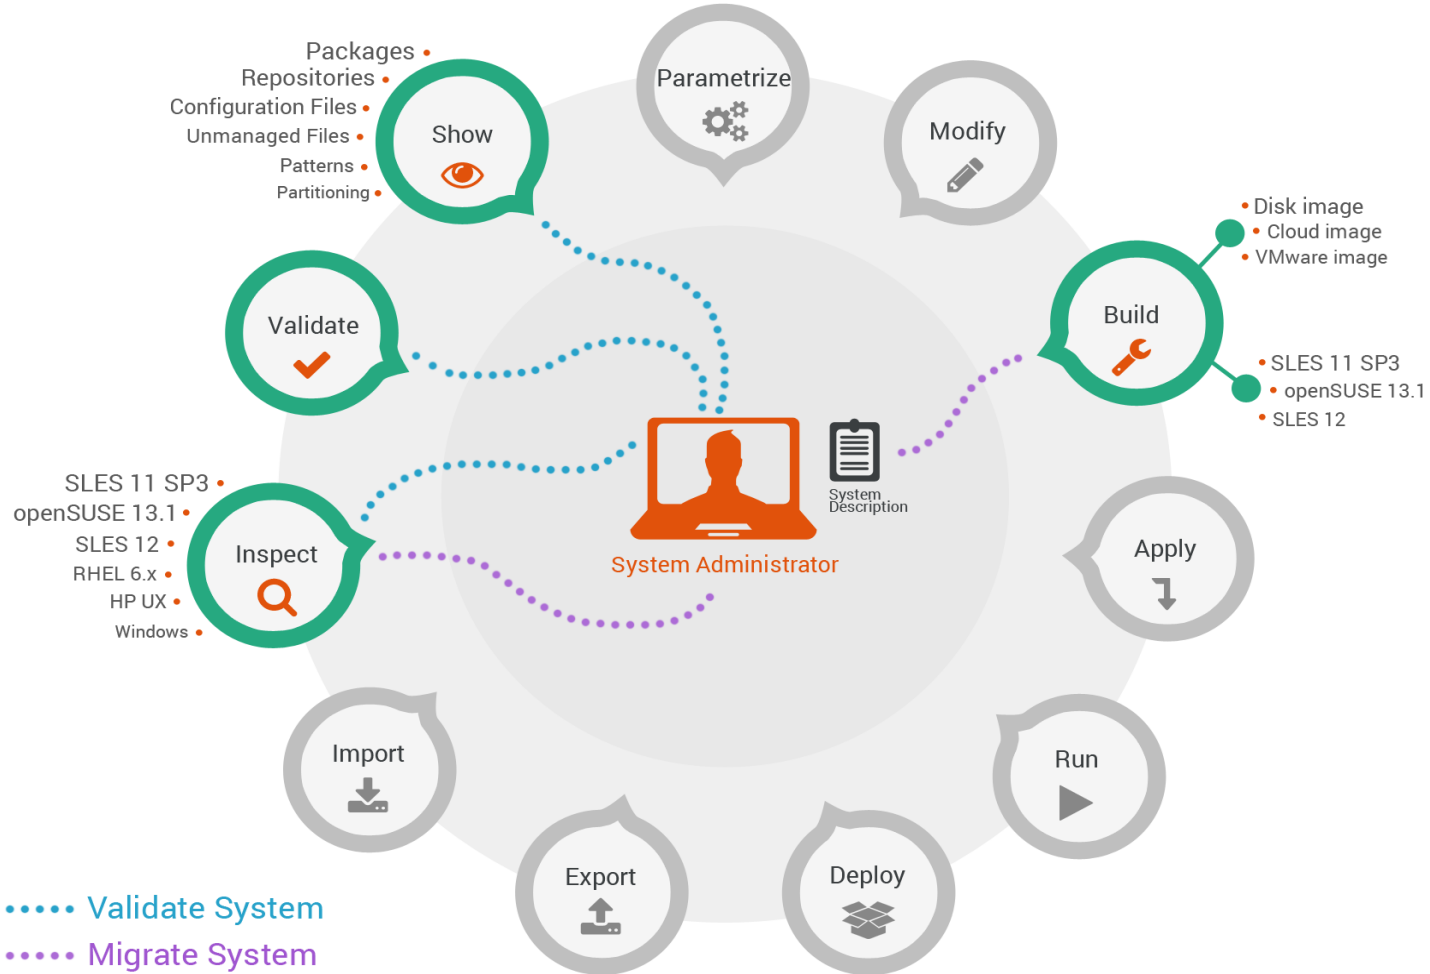 Packages
Repositories
Configuration Files
Unmanaged Files
Patterns
Partitioning
Show
Parametrize
Modify
Disk image
Cloud image
VMware image
Build
SLES 11 SP3
openSUSE 13.1
SLES 12
Validate
System
Description
System Administrator
SLES 11 SP3
openSUSE 13.1
SLES 12
RHEL 6.x
HP UX
Windows
Inspect
Apply
Import
Run
Export
Deploy
Validate System
Migrate System